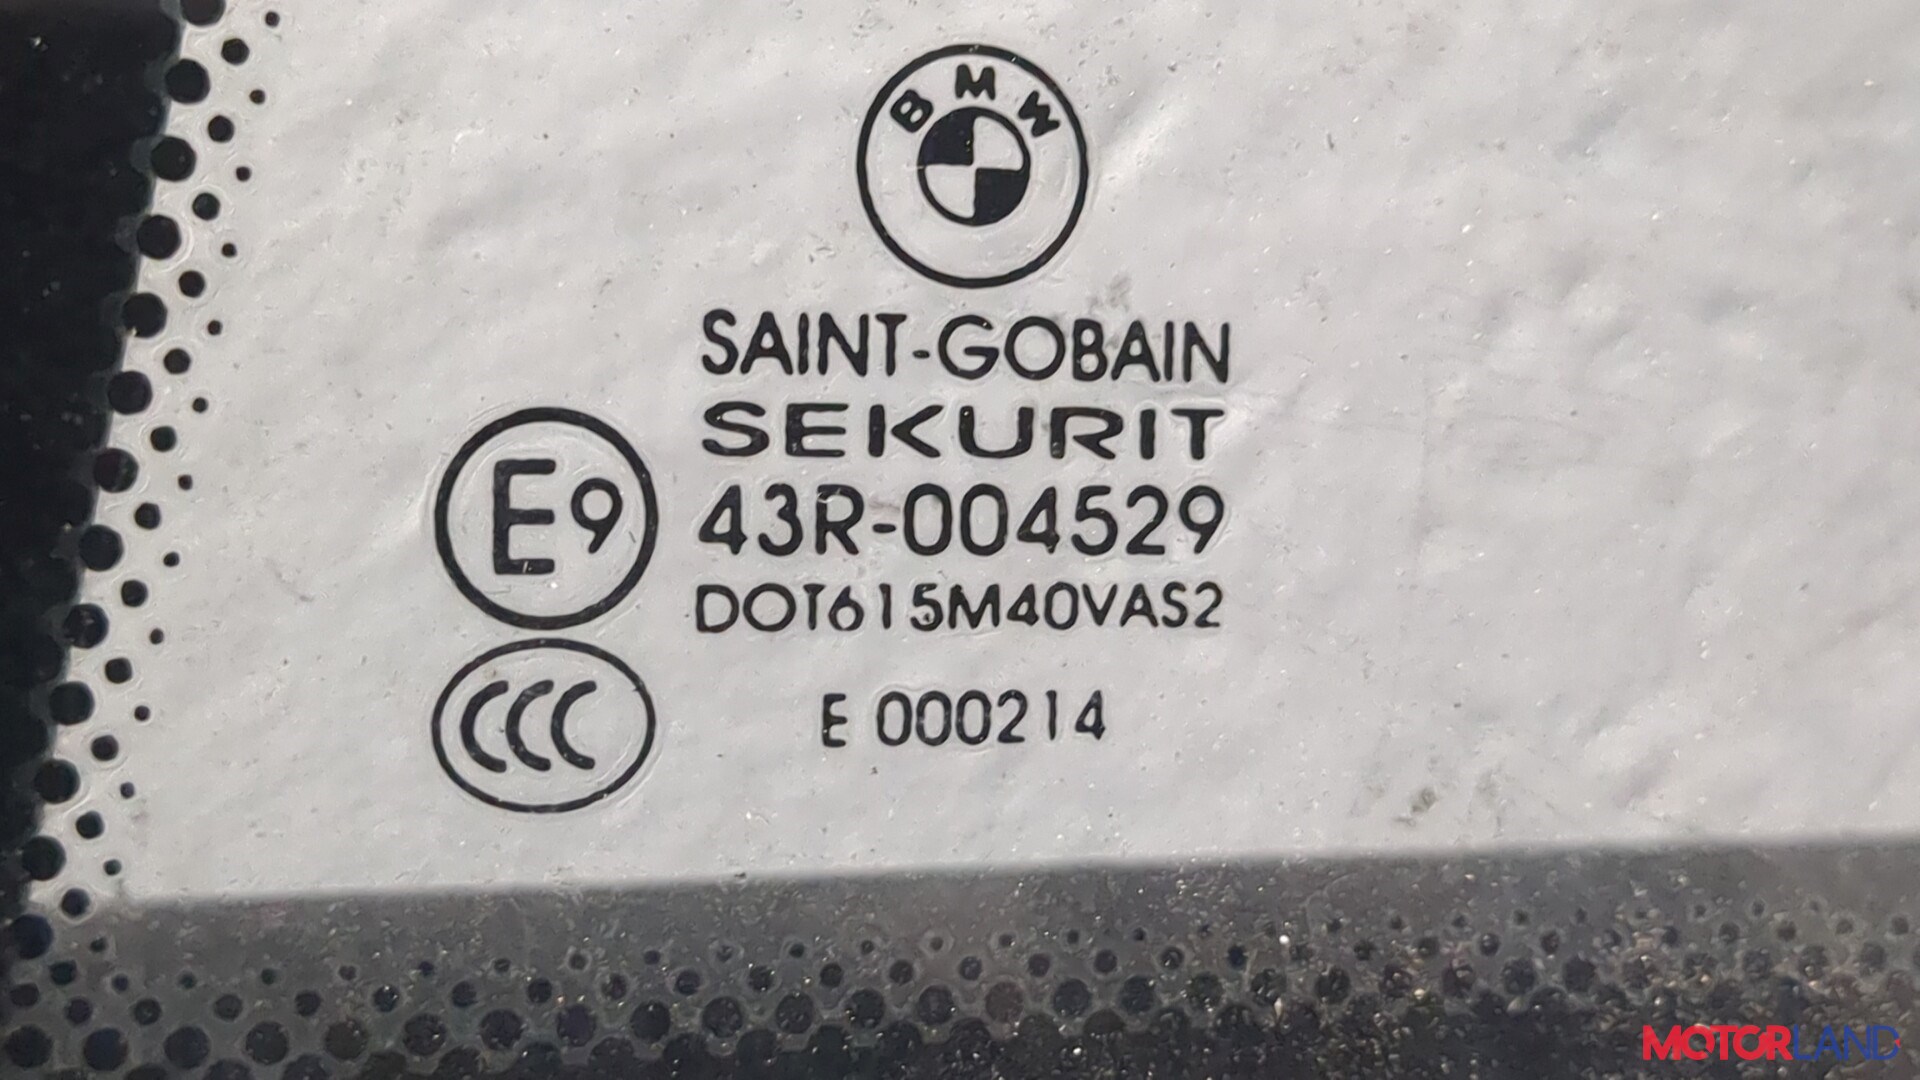 BMW
SAINT-GOBAIN
SEKURIT
E9
43R-004529
DOT615M40VAS2
CCC
E 000214
MOTORLAND